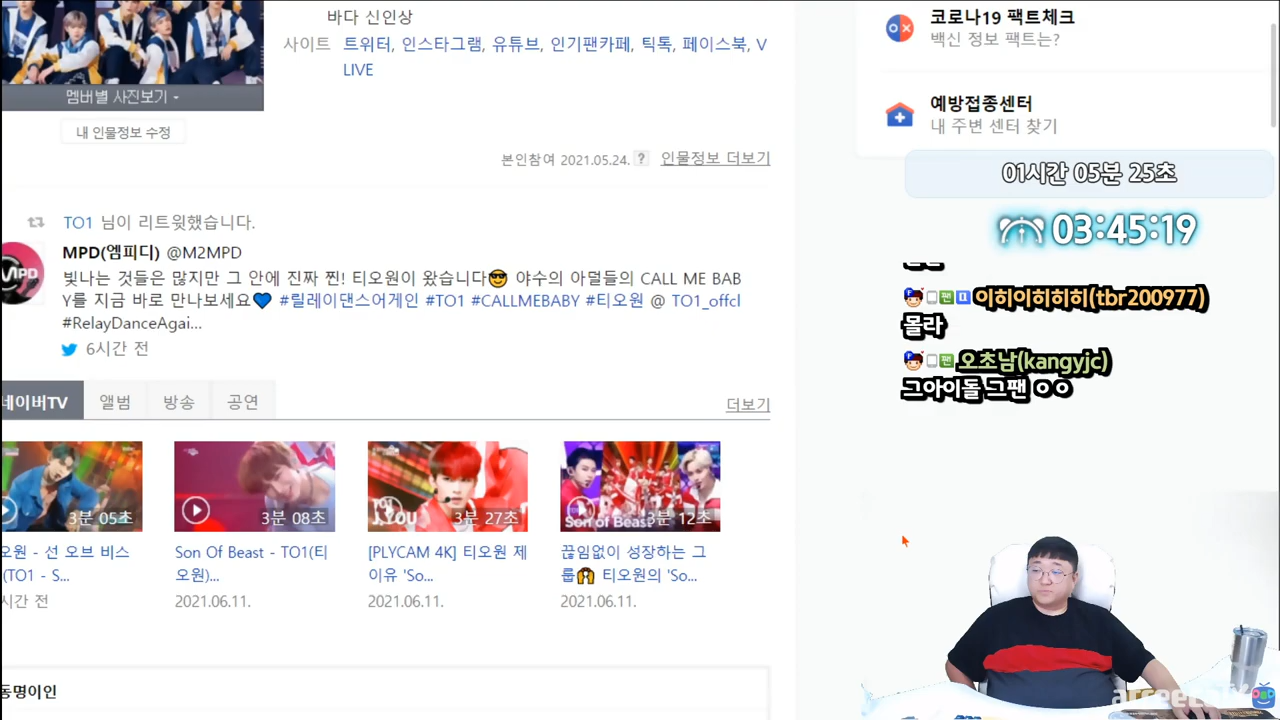 바다 신인상
사이트 트위터, 인스타그램, 유튜브, 인기팬카페, 틱톡, 페이스북, V
LIVE
멤버별 사진보기
내 인물정보 수정
본인참여 2021.05.24. ? 인물정보 더보기
TO1 님이 리트윗했습니다.
MPD(엠피디) @M2MPD
빛나는 것들은 많지만 그 안에 진짜 찐! 티오원이 왔습니다😎 야수의 아덜들의 CALL ME BAB
Y를 지금 바로 만나보세요💙 #릴레이댄스어게인 #TO1 #CALLMEBABY #티오원 @ TO1_offcl
#RelayDanceAgai...
6시간 전
네이버TV 앨범 방송 공연 더보기
3분 05초
3분 08초
3분 27초
Son of Beast 3분 12초
오원 - 선 오브 비스
(TO1 - S...
시간 전
Son Of Beast - TO1(티
오원)...
2021.06.11.
[PLYCAM 4K] 티오원 제
이유 'So...
2021.06.11.
끊임없이 성장하는 그
룹🙌 티오원의 'So...
2021.06.11.
동명이인
코로나19 팩트체크
백신 정보 팩트는?
예방접종센터
내 주변 센터 찾기
01시간 05분 25초
03:45:19
팬 이히이히히히(tbr200977)
몰라
팬 오초남(kangyjc)
그아이돌 그팬 ㅇㅇ